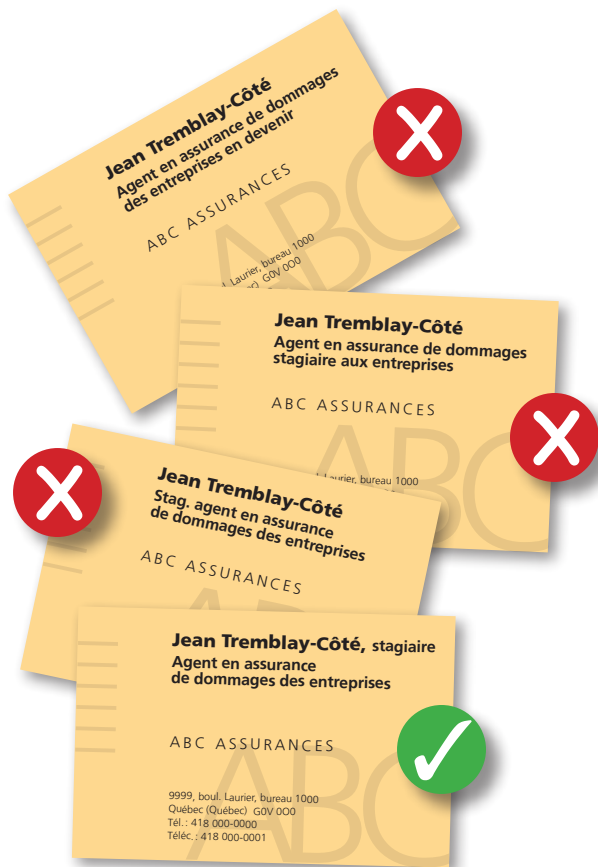 Jean Tremblay-Côté
Agent en assurance de dommages
des entreprises en devenir
ABC ASSURANCES
ABC
Laurier, bureau 1000
G0V 0O0
Jean Tremblay-Côté
Agent en assurance de dommages
stagiaire aux entreprises
ABC ASSURANCES
ABC
Laurier, bureau 1000
Jean Tremblay-Côté
Stag. agent en assurance
de dommages des entreprises
ABC ASSURANCES
Jean Tremblay-Côté, stagiaire
Agent en assurance
de dommages des entreprises
ABC ASSURANCES
ABC
9999, boul. Laurier, bureau 1000
Québec (Québec) G0V 0O0
Tél. : 418 000-0000
Téléc. : 418 000-0001